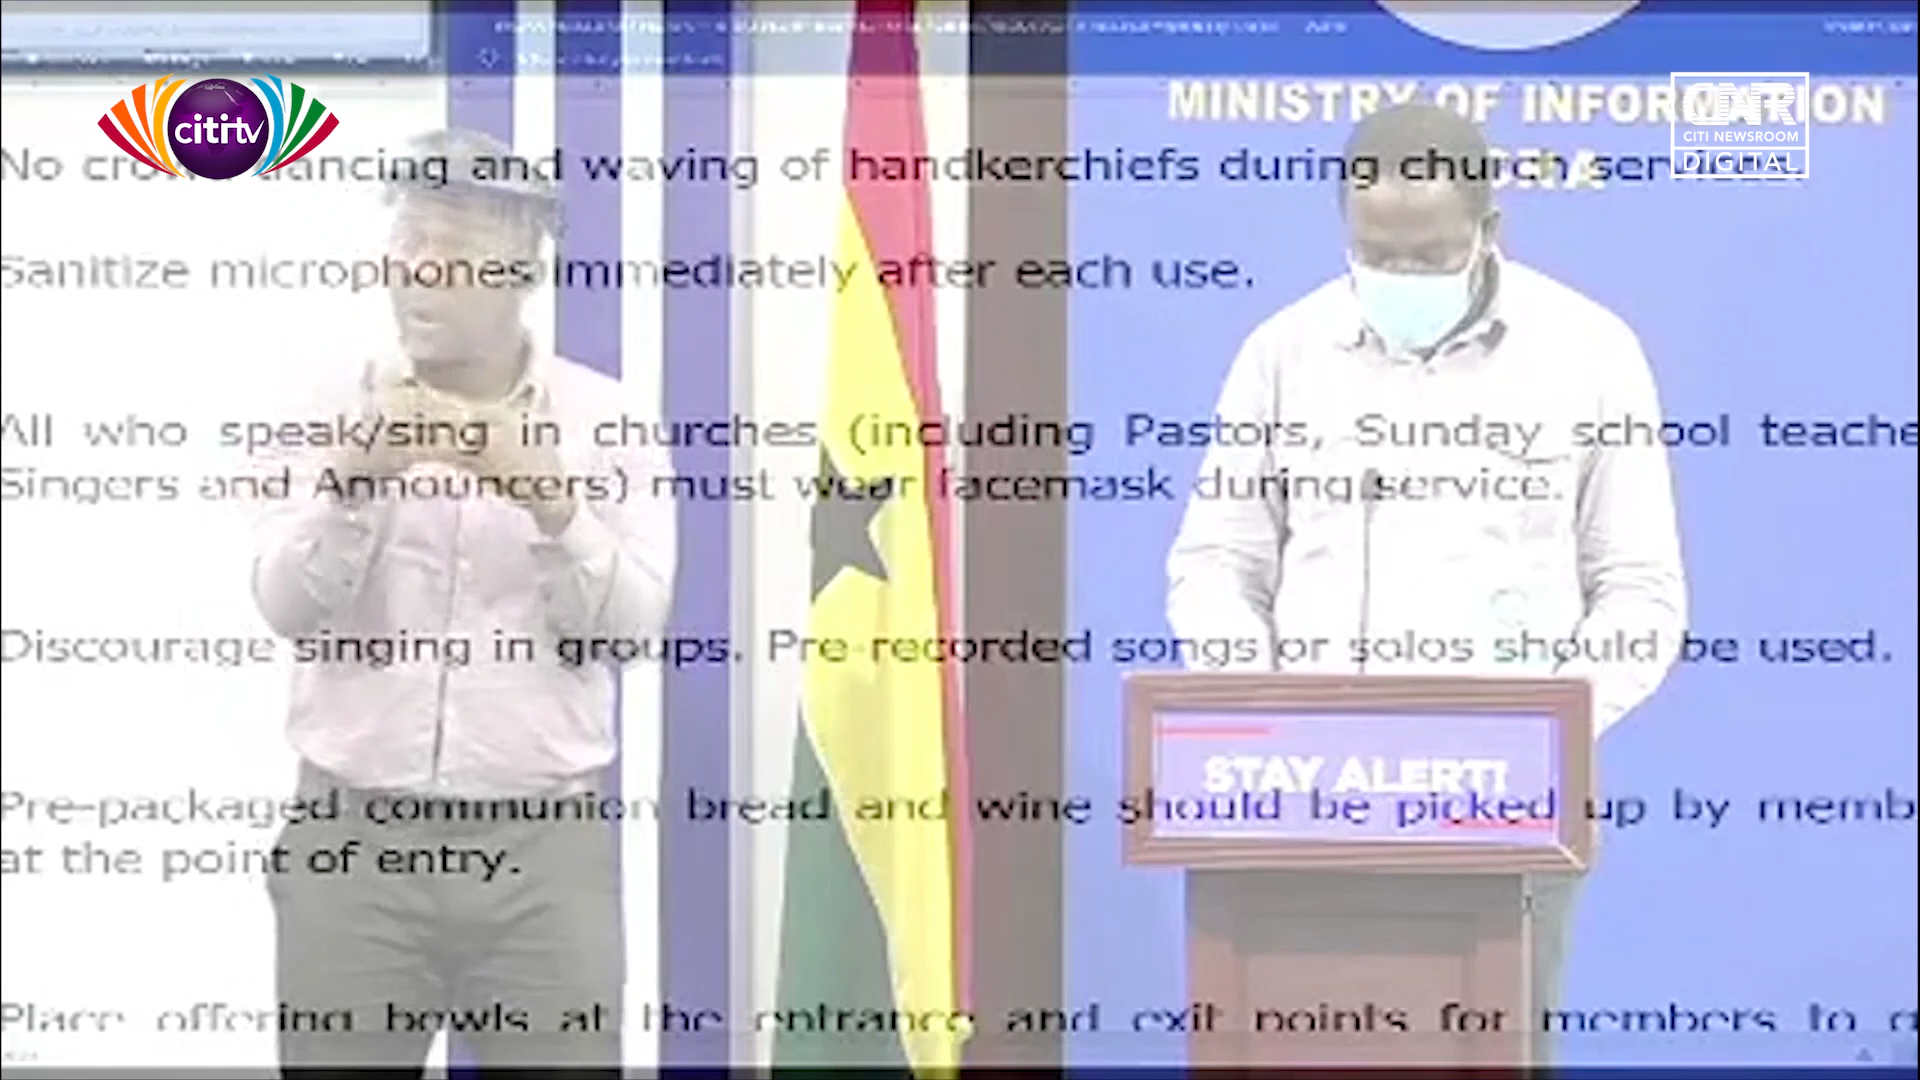 citi tv
MINISTRY OF INFORMATION
CNR
CITI NEWSROOM
DIGITAL
No crowd dancing and waving of handkerchiefs during church
Sanitize microphones immediately after each use.
All who speak/sing in churches (including Pastors, Sunday school teache
Singers and Announcers) must wear facemask during service.
Discourage singing in groups. Pre-recorded songs or solos should be used.
STAY ALERT!
Pre-packaged communion bread and wine should be picked up by memb
at the point of entry.
Place offering bowls at the entrance and exit points for members to